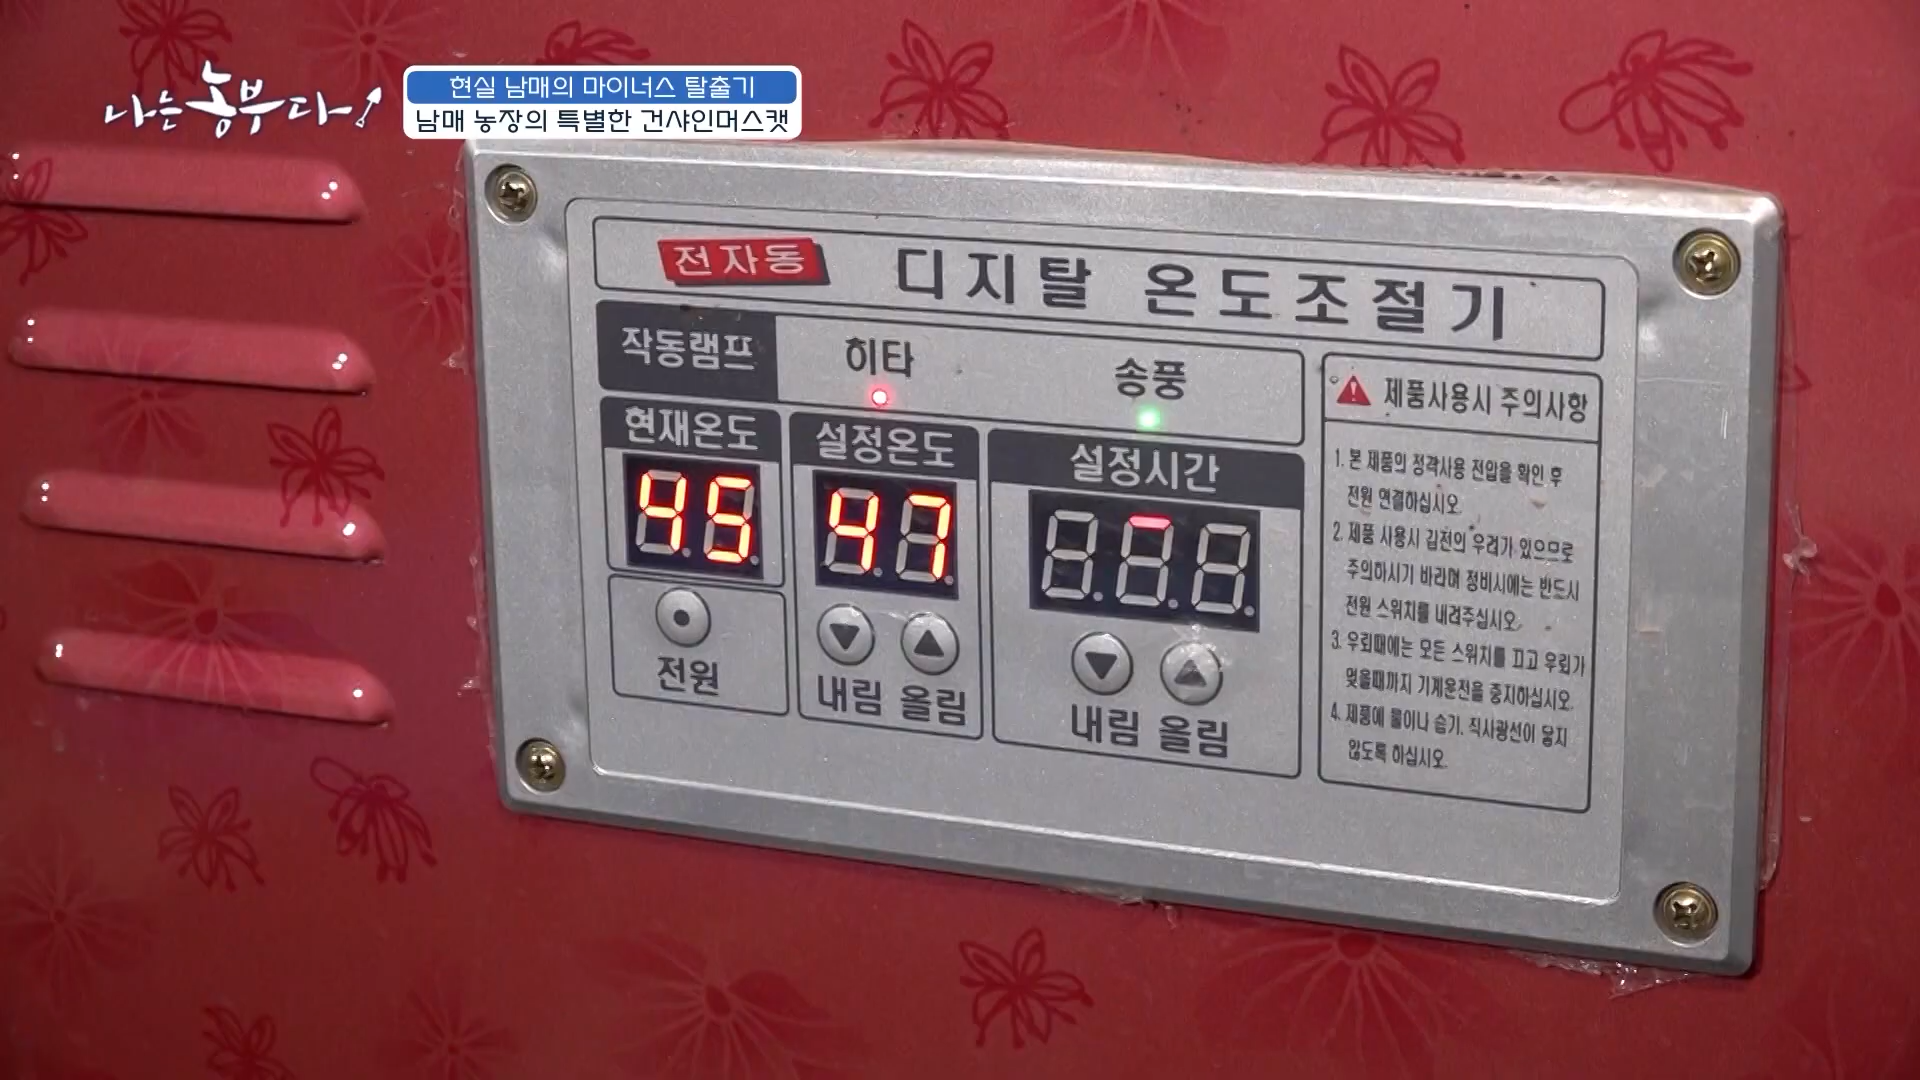 나는 농부다!
현실 남매의 마이너스 탈출기
남매 농장의 특별한 건샤인머스캣
전자동 디지탈 온도조절기
작동램프 히타 송풍
현재온도 설정온도 설정시간
45 47
전원
내림 올림
내림 올림
제품사용시 주의사항
1. 본 제품의 정격사용 전압을 확인 후
전원 연결하십시오.
2. 제품 사용시 감전의 우려가 있으므로
주의하시기 바라며 정비시에는 반드시
전원 스위치를 내려주십시오.
3. 우뢰때에는 모든 스위치를 끄고 우뢰가
멎을때까지 기계운전을 중지하십시오.
4. 제품에 물이나 습기, 직사광선이 닿지
않도록 하십시오.